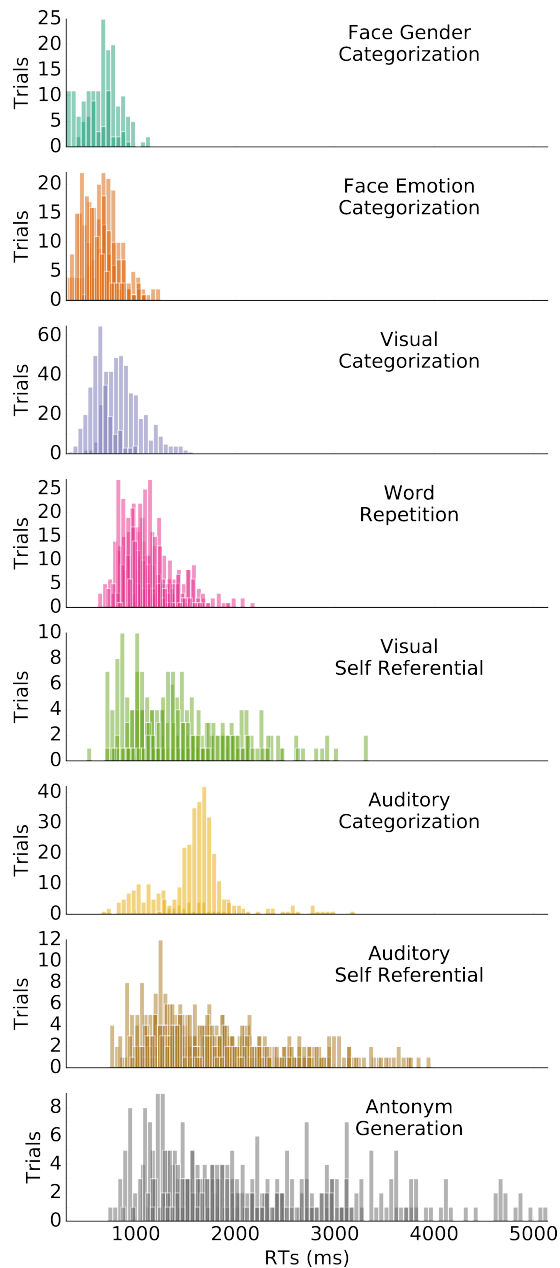 Face Gender
Categorization
Trials
25
20
15
10
5
0
Face Emotion
Categorization
Trials
20
15
10
5
0
Visual
Categorization
Trials
60
40
20
0
Word
Repetition
Trials
25
20
15
10
5
0
Visual
Self Referential
Trials
10
8
6
4
2
0
Auditory
Categorization
Trials
40
30
20
10
0
Auditory
Self Referential
Trials
12
10
8
6
4
2
0
Antonym
Generation
Trials
8
6
4
2
0
1000 2000 3000 4000 5000
RTs (ms)